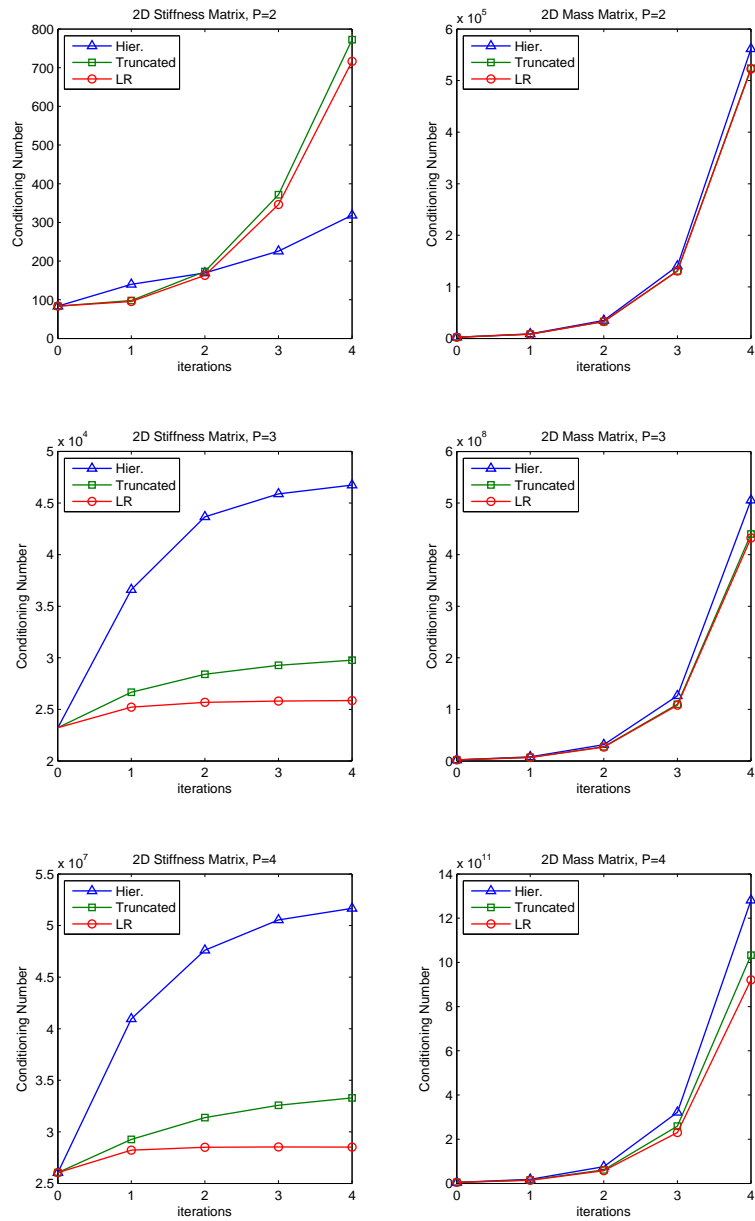 2D Stiffness Matrix, P=2
800
700
600
500
400
300
200
100
0
Conditioning Number
Hier.
Truncated
LR
0 1 2 3 4
iterations
2D Mass Matrix, P=2
x 10^5
6
5
4
3
2
1
0
Conditioning Number
Hier.
Truncated
LR
0 1 2 3 4
iterations
2D Stiffness Matrix, P=3
x 10^4
5
4.5
4
3.5
3
2.5
2
Conditioning Number
Hier.
Truncated
LR
0 1 2 3 4
iterations
2D Mass Matrix, P=3
x 10^8
6
5
4
3
2
1
0
Conditioning Number
Hier.
Truncated
LR
0 1 2 3 4
iterations
2D Stiffness Matrix, P=4
x 10^7
5.5
5
4.5
4
3.5
3
2.5
Conditioning Number
Hier.
Truncated
LR
0 1 2 3 4
iterations
2D Mass Matrix, P=4
x 10^11
14
12
10
8
6
4
2
0
Conditioning Number
Hier.
Truncated
LR
0 1 2 3 4
iterations